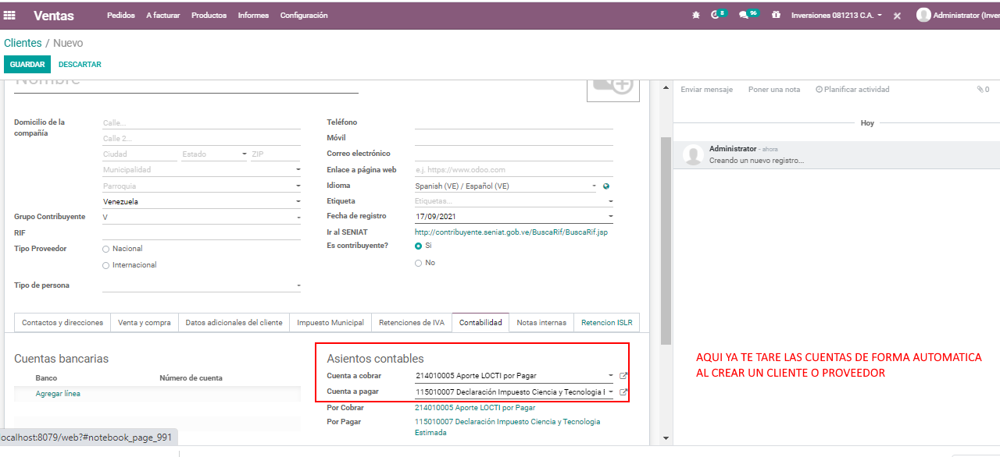 Ventas Pedidos A facturar Productos Informes Configuración 8 96 Inversiones 081213 C.A. Administrator (Inver
Clientes / Nuevo
GUARDAR DESCARTAR
Nombre
Enviar mensaje Poner una nota Planificar actividad 0
Hoy
Administrator - ahora
Creando un nuevo registro...
Domicilio de la compañía
Calle...
Calle 2...
Ciudad Estado ZIP
Municipalidad
Parroquia
Venezuela
Grupo Contribuyente V
RIF
Tipo Proveedor Nacional
Internacional
Tipo de persona
Teléfono
Móvil
Correo electrónico
Enlace a página web e.j. https://www.odoo.com
Idioma Spanish (VE) / Español (VE)
Etiqueta Etiquetas...
Fecha de registro 17/09/2021
Ir al SENIAT http://contribuyente.seniat.gob.ve/BuscaRif/BuscaRif.jsp
Es contribuyente? Si
No
Contactos y direcciones Venta y compra Datos adicionales del cliente Impuesto Municipal Retenciones de IVA Contabilidad Notas internas Retencion ISLR
Cuentas bancarias
Banco Número de cuenta
Agregar línea
Asientos contables
Cuenta a cobrar 214010005 Aporte LOCTI por Pagar
Cuenta a pagar 115010007 Declaración Impuesto Ciencia y Tecnologia E
Por Cobrar 214010005 Aporte LOCTI por Pagar
Por Pagar 115010007 Declaración Impuesto Ciencia y Tecnologia
Estimada
AQUI YA TE TARE LAS CUENTAS DE FORMA AUTOMATICA
AL CREAR UN CLIENTE O PROVEEDOR
ocalhost:8079/web?#notebook_page_991